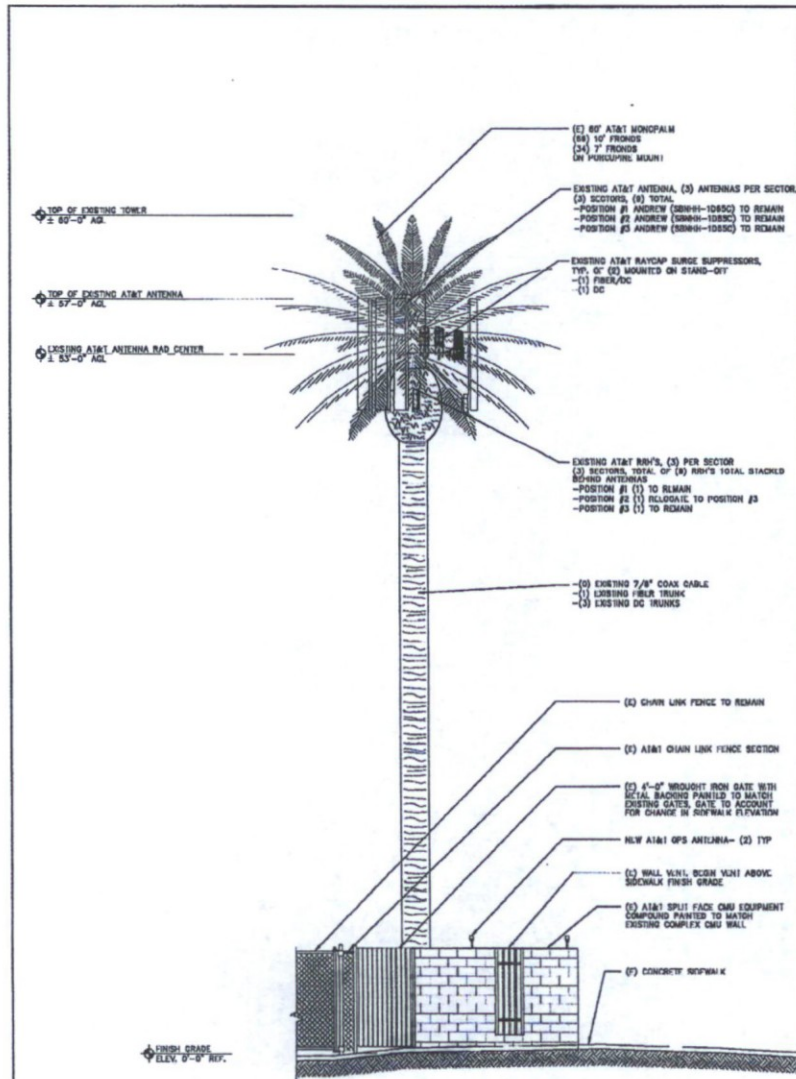 (E) 60' AT&T MONOPALM
(68) 10' FRONDS
(34) 7' FRONDS
ON PORCUPINE MOUNT
TOP OF EXISTING TOWER
± 60'-0" AGL
EXISTING AT&T ANTENNA, (3) ANTENNAS PER SECTOR,
(3) SECTORS, (9) TOTAL
-POSITION #1 ANDREW (SBNHH-1D65C) TO REMAIN
-POSITION #2 ANDREW (SBNHH-1D65C) TO REMAIN
-POSITION #3 ANDREW (SBNHH-1D65C) TO REMAIN
EXISTING AT&T RAYCAP SURGE SUPPRESSORS,
TYP. OF (2) MOUNTED ON STAND-OFF
-(1) FIBER/DC
-(1) DC
TOP OF EXISTING AT&T ANTENNA
± 57'-0" AGL
EXISTING AT&T ANTENNA RAD CENTER
± 53'-0" AGL
EXISTING AT&T RRH'S, (3) PER SECTOR
(3) SECTORS, TOTAL OF (9) RRH'S TOTAL STACKED
BEHIND ANTENNAS
-POSITION #1 (1) TO REMAIN
-POSITION #2 (1) RELOCATE TO POSITION #3
-POSITION #3 (1) TO REMAIN
-(0) EXISTING 7/8" COAX CABLE
-(1) EXISTING FIBER TRUNK
-(3) EXISTING DC TRUNKS
(E) CHAIN LINK FENCE TO REMAIN
(E) AT&T CHAIN LINK FENCE SECTION
(E) 4'-0" WROUGHT IRON GATE WITH
METAL BACKING PAINTED TO MATCH
EXISTING GATES, GATE TO ACCOUNT
FOR CHANGE IN SIDEWALK ELEVATION
NEW AT&T GPS ANTENNA- (2) TYP
(E) WALL VENT, BEGIN VENT ABOVE
SIDEWALK FINISH GRADE
(E) AT&T SPLIT FACE CMU EQUIPMENT
COMPOUND PAINTED TO MATCH
EXISTING COMPLEX CMU WALL
(E) CONCRETE SIDEWALK
FINISH GRADE
ELEV. 0'-0" REF.